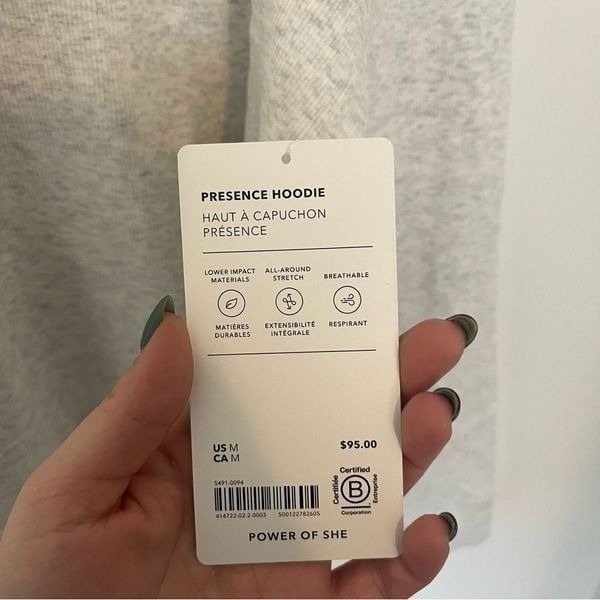 PRESENCE HOODIE
HAUT À CAPUCHON
PRÉSENCE
LOWER IMPACT
MATERIALS
ALL-AROUND
STRETCH
BREATHABLE
MATIÈRES
DURABLES
EXTENSIBILITÉ
INTÉGRALE
RESPIRANT
US M
CA M
$95.00
S491-0094
414722-02-2-0003 500122782605
Certified
Certifiée
B
Entreprise
Corporation
POWER OF SHE